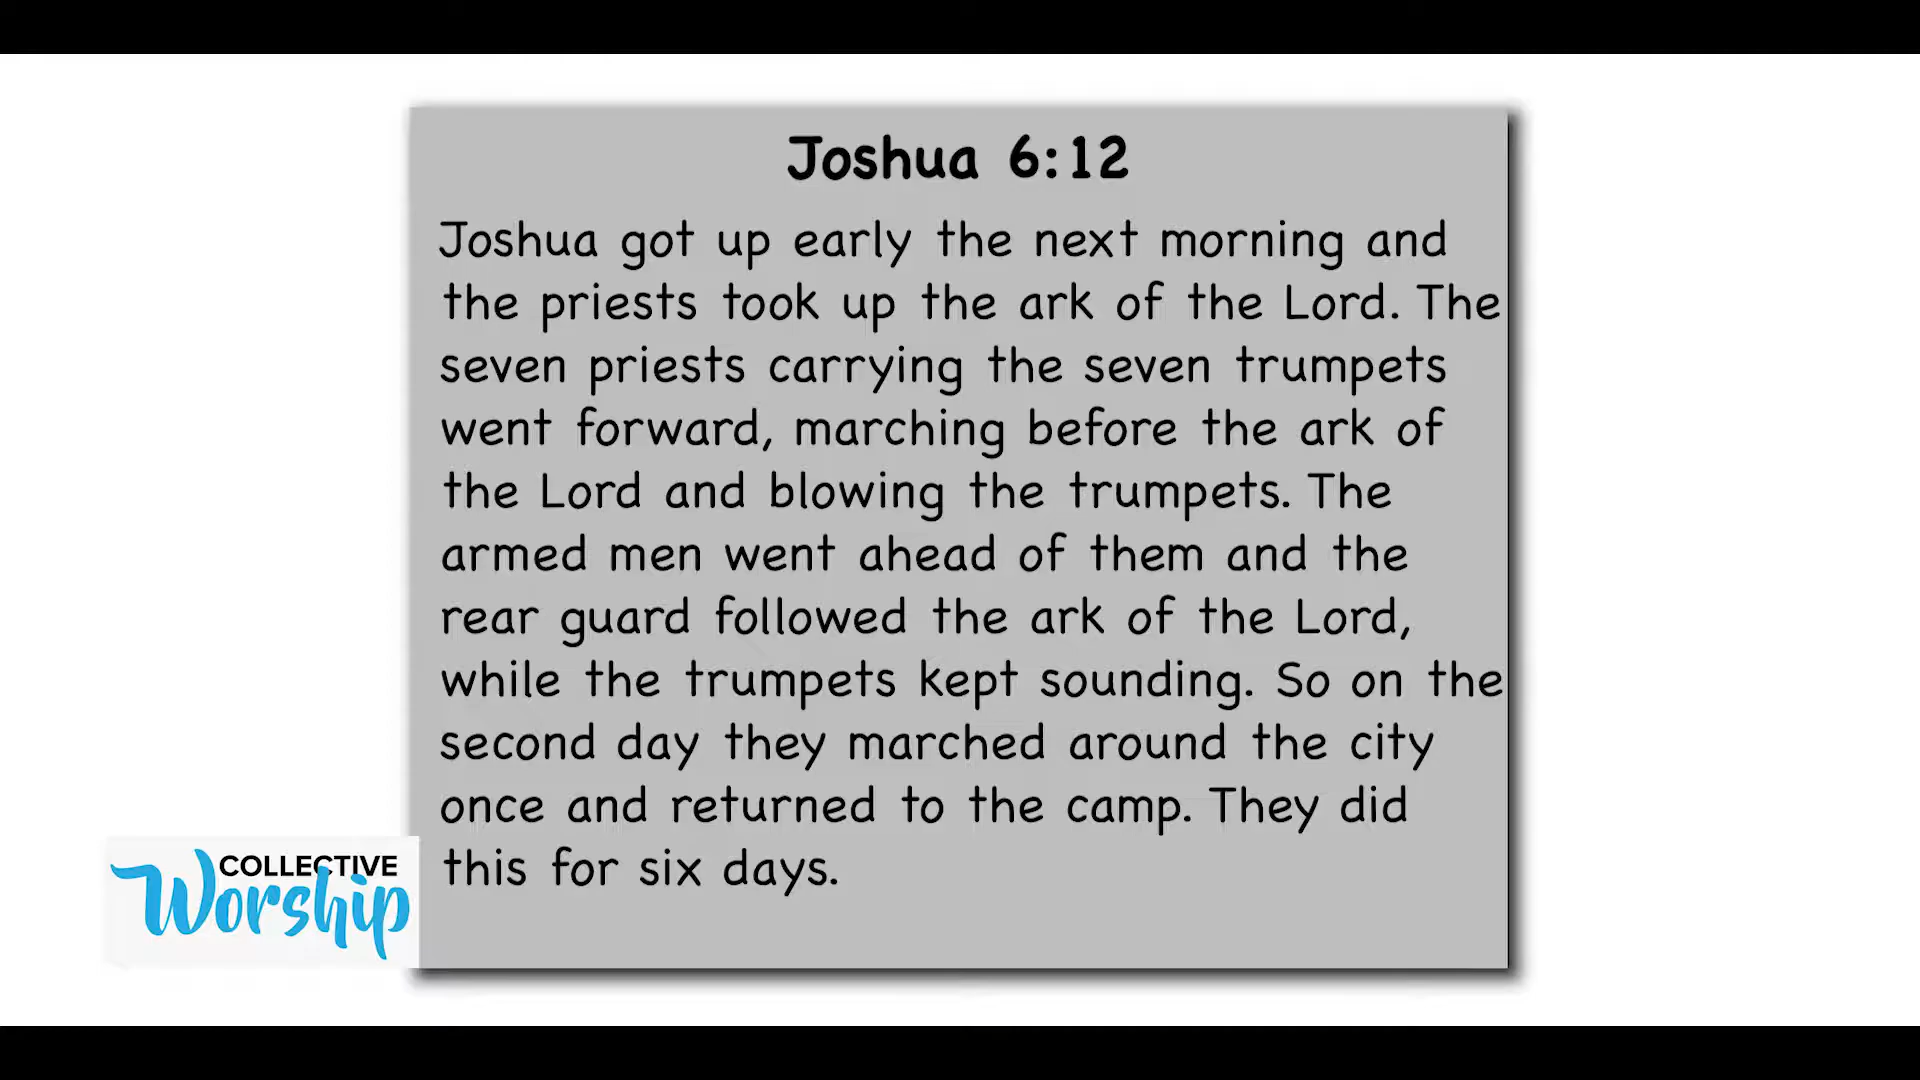 Joshua 6:12
Joshua got up early the next morning and
the priests took up the ark of the Lord. The
seven priests carrying the seven trumpets
went forward, marching before the ark of
the Lord and blowing the trumpets. The
armed men went ahead of them and the
rear guard followed the ark of the Lord,
while the trumpets kept sounding. So on the
second day they marched around the city
once and returned to the camp. They did
this for six days.
COLLECTIVE
Worship